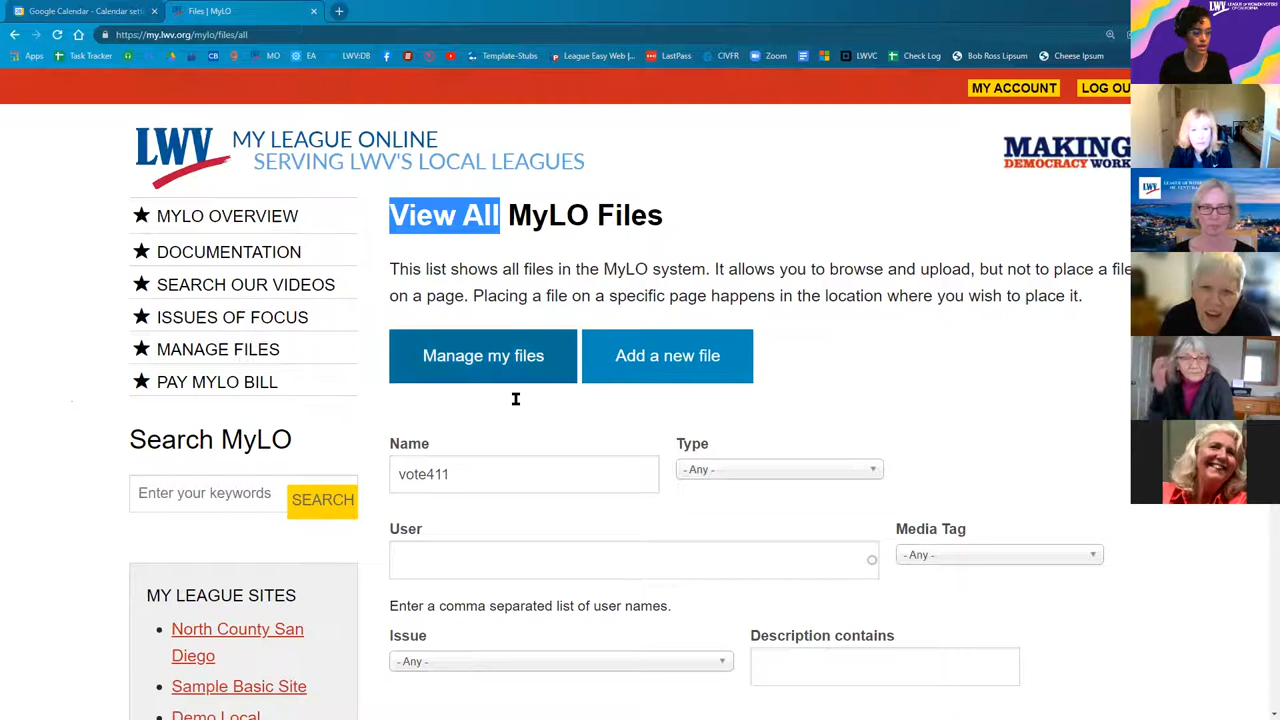 Google Calendar - Calendar set
Files | MyLO
https://my.lwv.org/mylo/files/all
Apps
Task Tracker
CB
MO
EA
LWV:DB
Template-Stubs
League Easy Web |...
LastPass
CIVFR
Zoom
LWVC
Check Log
Bob Ross Lipsum
Cheese Ipsum
MY ACCOUNT
LOG OU
LWV
MY LEAGUE ONLINE
SERVING LWV'S LOCAL LEAGUES
MAKING
DEMOCRACY WORK
MYLO OVERVIEW
DOCUMENTATION
SEARCH OUR VIDEOS
ISSUES OF FOCUS
MANAGE FILES
PAY MYLO BILL
Search MyLO
Enter your keywords
SEARCH
MY LEAGUE SITES
North County San
Diego
Sample Basic Site
Demo Local
View All MyLO Files
This list shows all files in the MyLO system. It allows you to browse and upload, but not to place a file
on a page. Placing a file on a specific page happens in the location where you wish to place it.
Manage my files
Add a new file
Name
vote411
Type
- Any -
User
Media Tag
- Any -
Enter a comma separated list of user names.
Issue
- Any -
Description contains
LWV
LWV